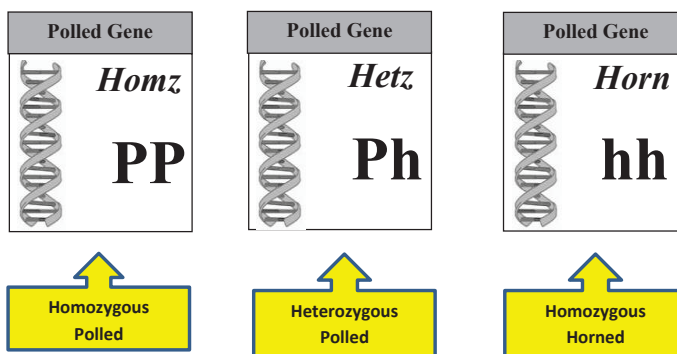 Polled Gene
Homz
PP
Homozygous
Polled
Polled Gene
Hetz
Ph
Heterozygous
Polled
Polled Gene
Horn
hh
Homozygous
Horned